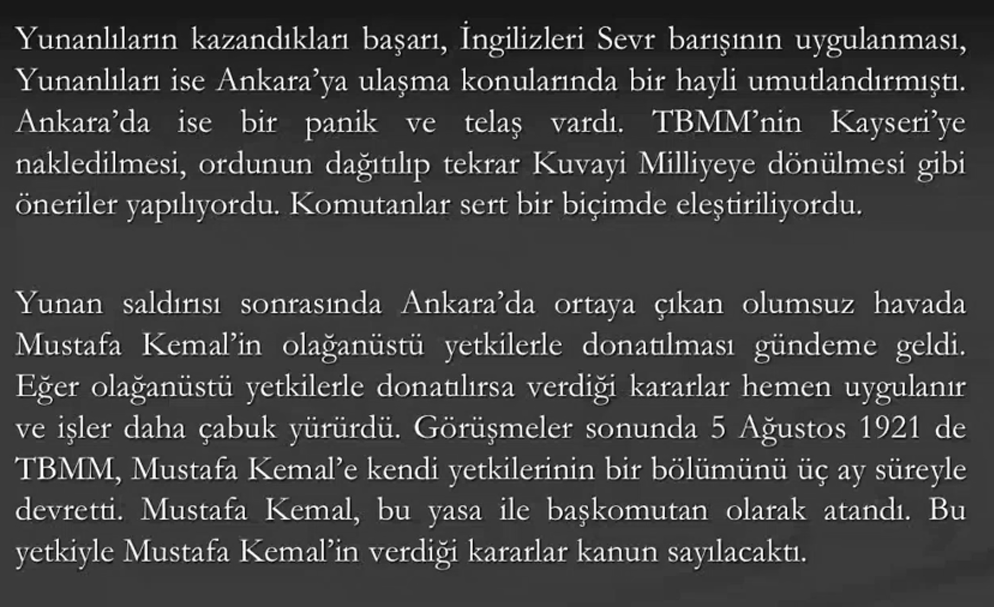 Yunanlıların kazandıkları başarı, İngilizleri Sevr barışının uygulanması,
Yunanlıları ise Ankara'ya ulaşma konularında bir hayli umutlandırmıştı.
Ankara'da ise bir panik ve telaş vardı. TBMM'nin Kayseri'ye
nakledilmesi, ordunun dağıtılıp tekrar Kuvayi Milliyeye dönülmesi gibi
öneriler yapılıyordu. Komutanlar sert bir biçimde eleştiriliyordu.
Yunan saldırısı sonrasında Ankara'da ortaya çıkan olumsuz havada
Mustafa Kemal'in olağanüstü yetkilerle donatılması gündeme geldi.
Eğer olağanüstü yetkilerle donatılırsa verdiği kararlar hemen uygulanır
ve işler daha çabuk yürürdü. Görüşmeler sonunda 5 Ağustos 1921 de
TBMM, Mustafa Kemal'e kendi yetkilerinin bir bölümünü üç ay süreyle
devretti. Mustafa Kemal, bu yasa ile başkomutan olarak atandı. Bu
yetkiyle Mustafa Kemal'in verdiği kararlar kanun sayılacaktı.